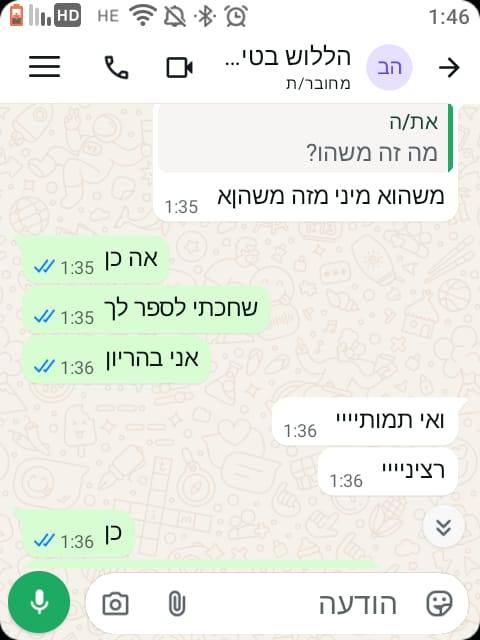 HD HE 1:46
הללוש בטי...
הב
מחובר/ת
את/ה
מה זה משהו?
משהוא מיני מזה משהןא
1:35
אה כן
1:35
שחכתי לספר לך
1:35
אני בהריון
1:36
ואי תמותיייי
1:36
רציניייי
1:36
כן
1:36
הודעה